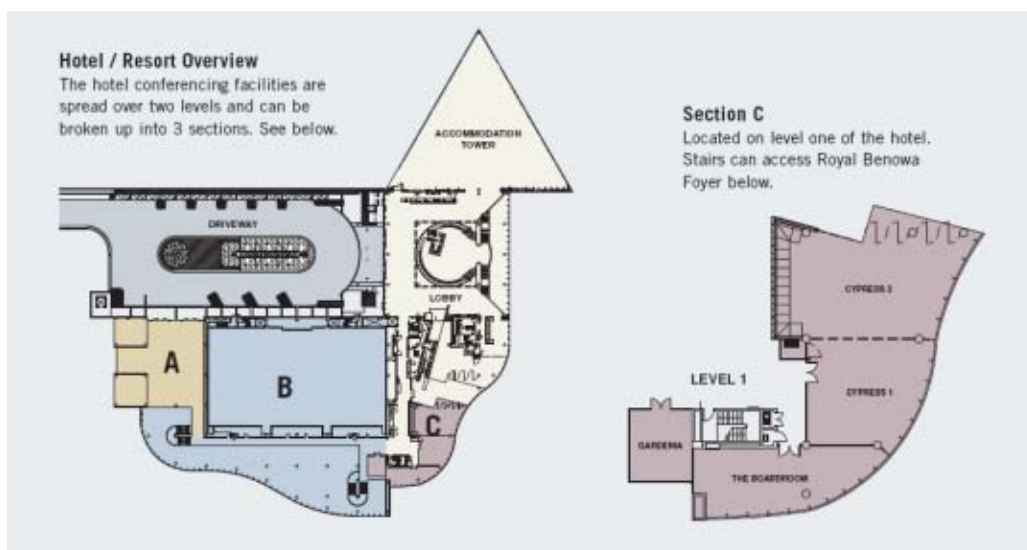 Hotel / Resort Overview
The hotel conferencing facilities are
spread over two levels and can be
broken up into 3 sections. See below.
ACCOMMODATION
TOWER
DRIVEWAY
LOBBY
A
B
C
Section C
Located on level one of the hotel.
Stairs can access Royal Benowa
Foyer below.
CYPRESS 2
LEVEL 1
CYPRESS 1
GARDENIA
THE BOARDROOM